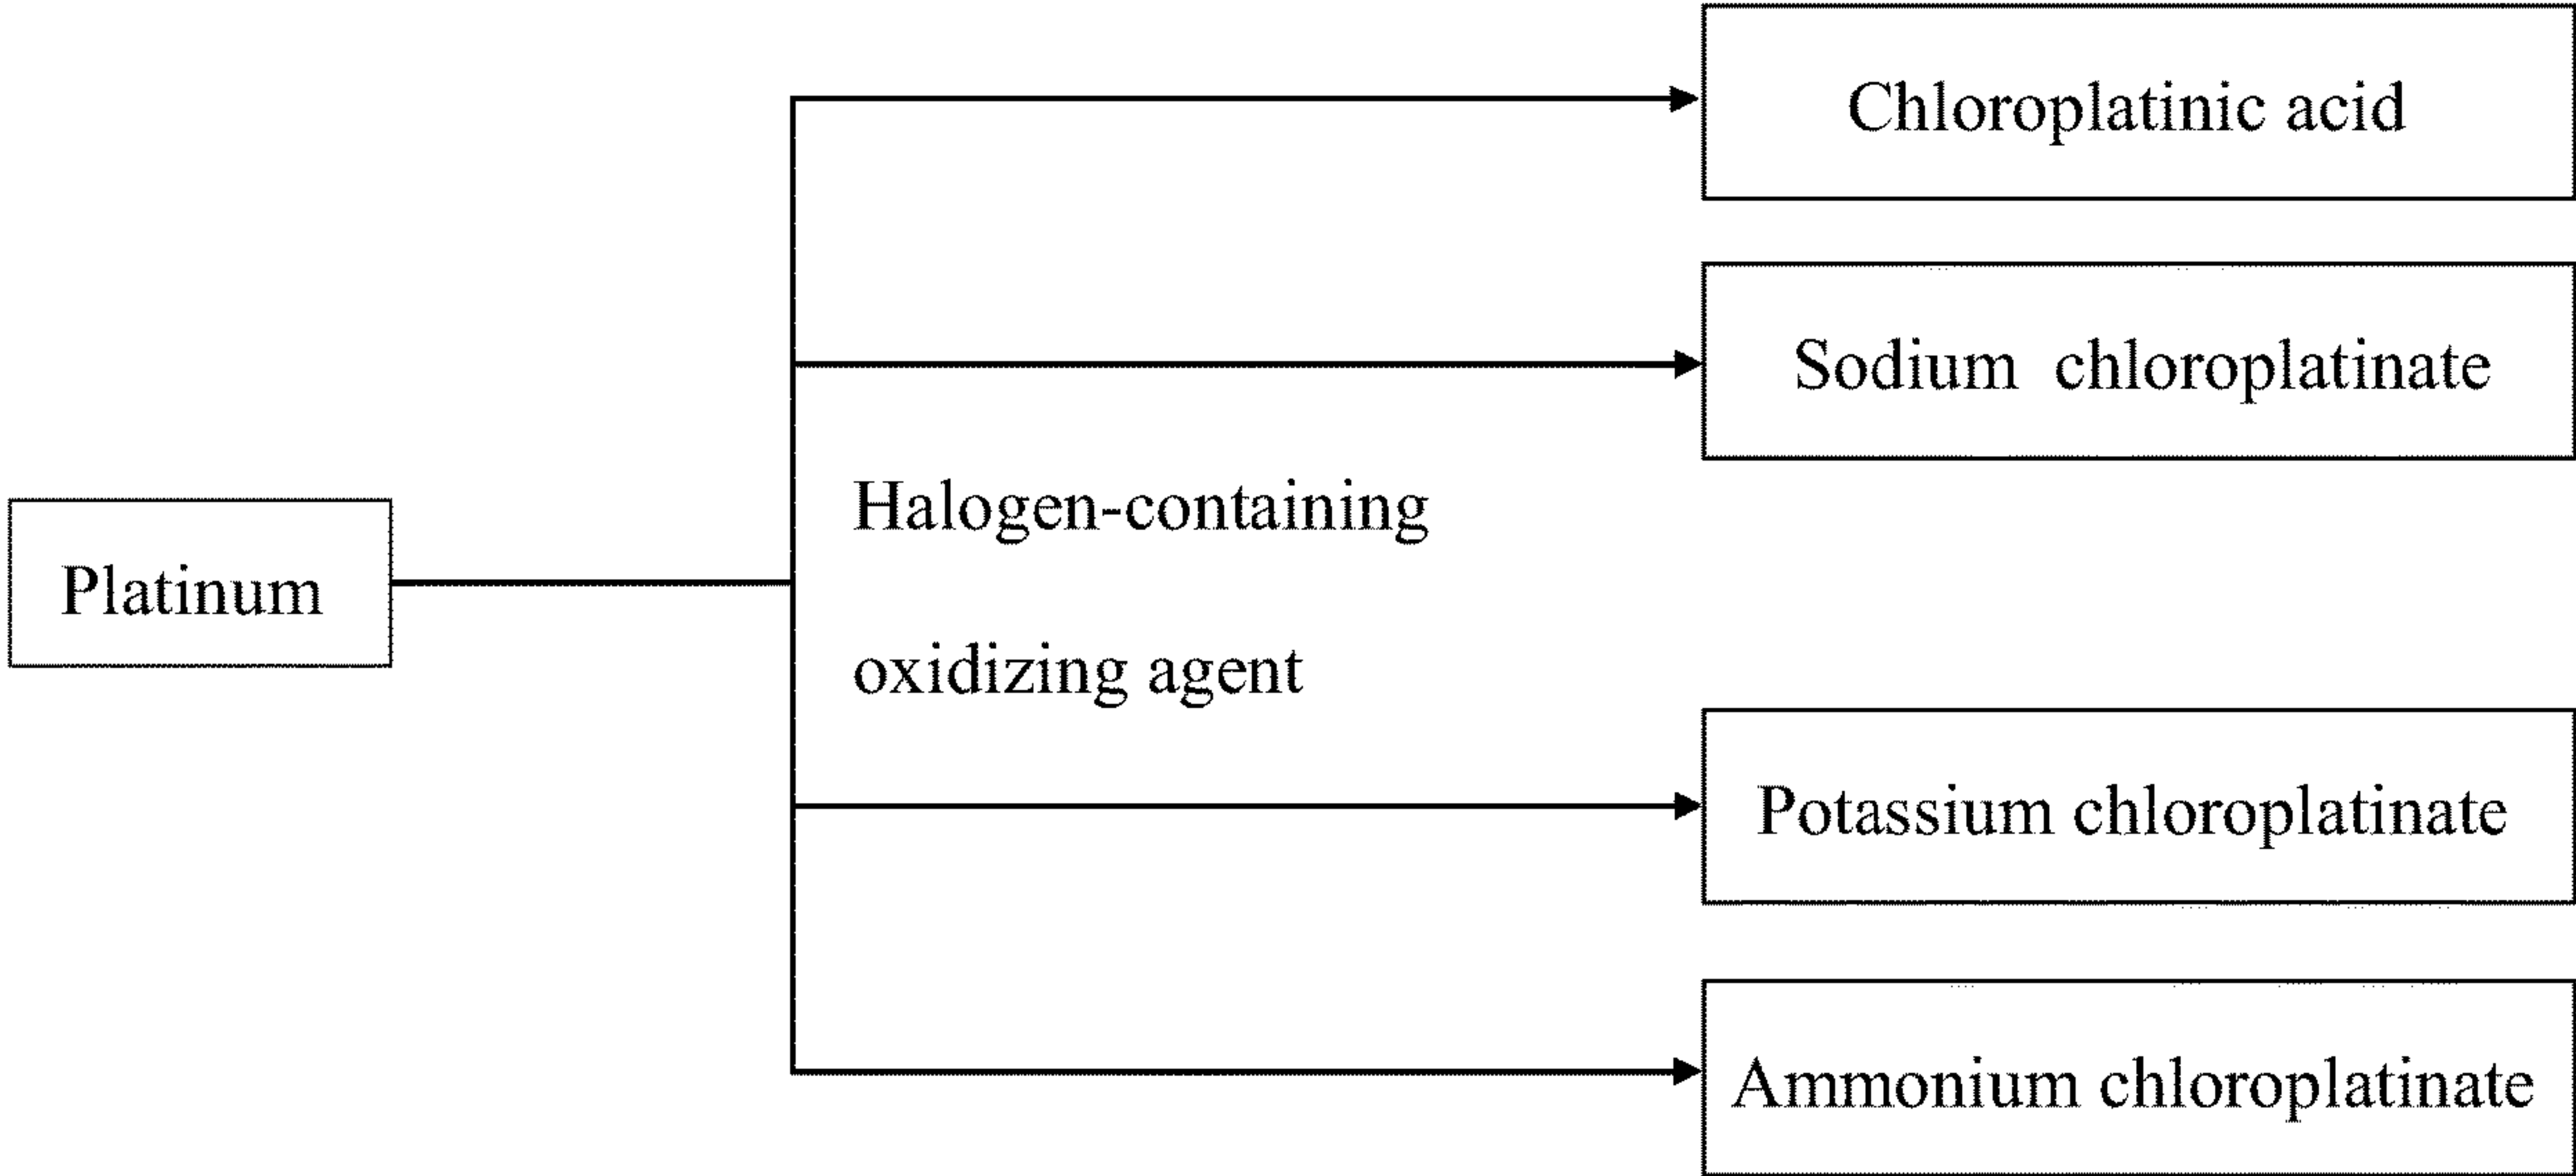 Chloroplatinic acid
Sodium chloroplatinate
Halogen-containing
oxidizing agent
Platinum
Potassium chloroplatinate
Ammonium chloroplatinate